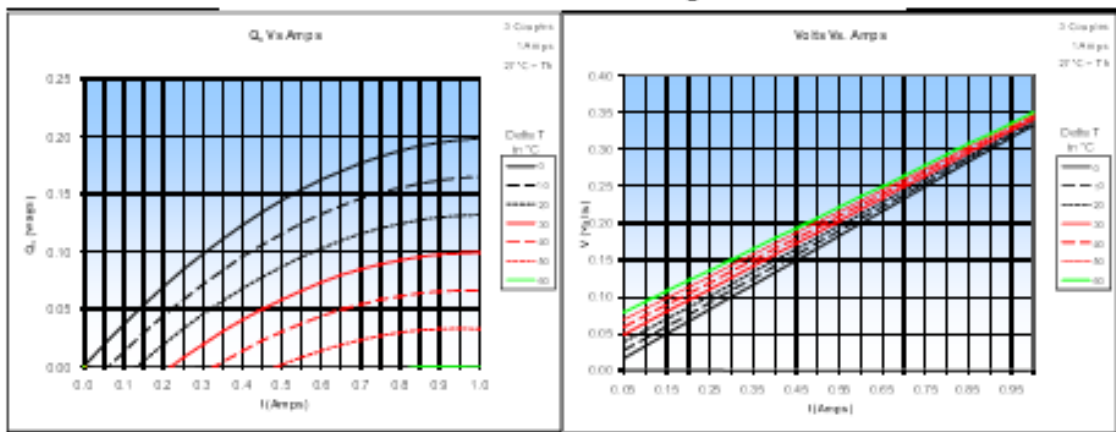 Qc Vs Amps
3 Couples
1 Amps
27 °C = Th
0.25
0.20
0.15
0.10
0.05
0.00
0.0 0.1 0.2 0.3 0.4 0.5 0.6 0.7 0.8 0.9 1.0
I (Amps)
Delta T
in °C
0
10
20
30
40
50
60
Volts Vs. Amps
3 Couples
1 Amps
27 °C = Th
0.40
0.35
0.30
0.25
0.20
0.15
0.10
0.05
0.00
V (Volts)
0.05 0.15 0.25 0.35 0.45 0.55 0.65 0.75 0.85 0.95
I (Amps)
Delta T
in °C
0
10
20
30
40
50
60